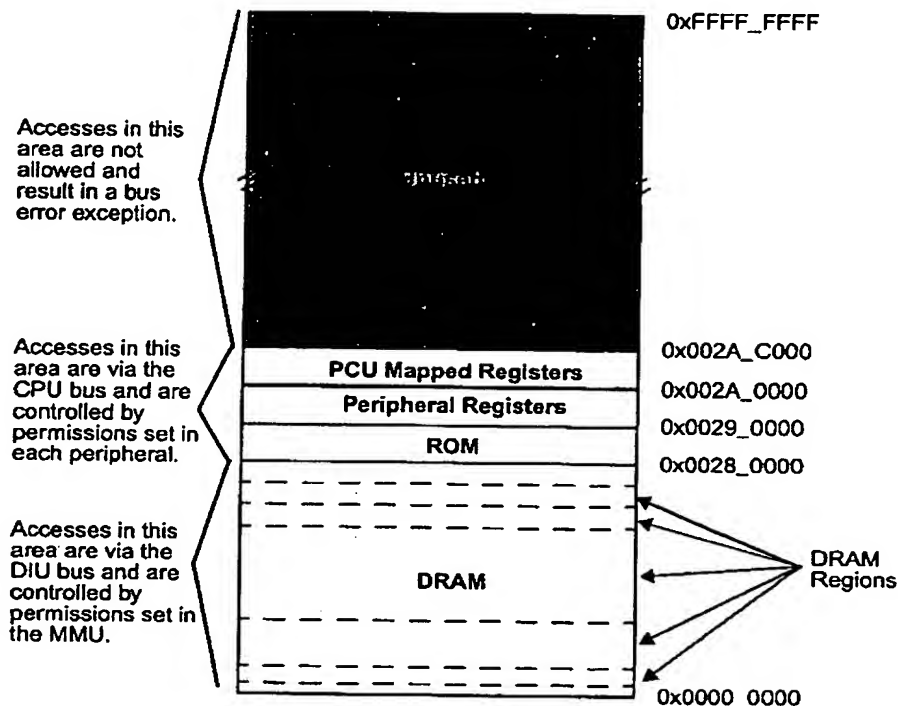 0xFFFF_FFFF
Accesses in this
area are not
allowed and
result in a bus
error exception.
Accesses in this
area are via the
CPU bus and are
controlled by
permissions set in
each peripheral.
PCU Mapped Registers
0x002A_C000
0x002A_0000
Peripheral Registers
0x0029_0000
ROM
0x0028_0000
Accesses in this
area are via the
DIU bus and are
controlled by
permissions set in
the MMU.
DRAM
DRAM
Regions
0x0000_0000